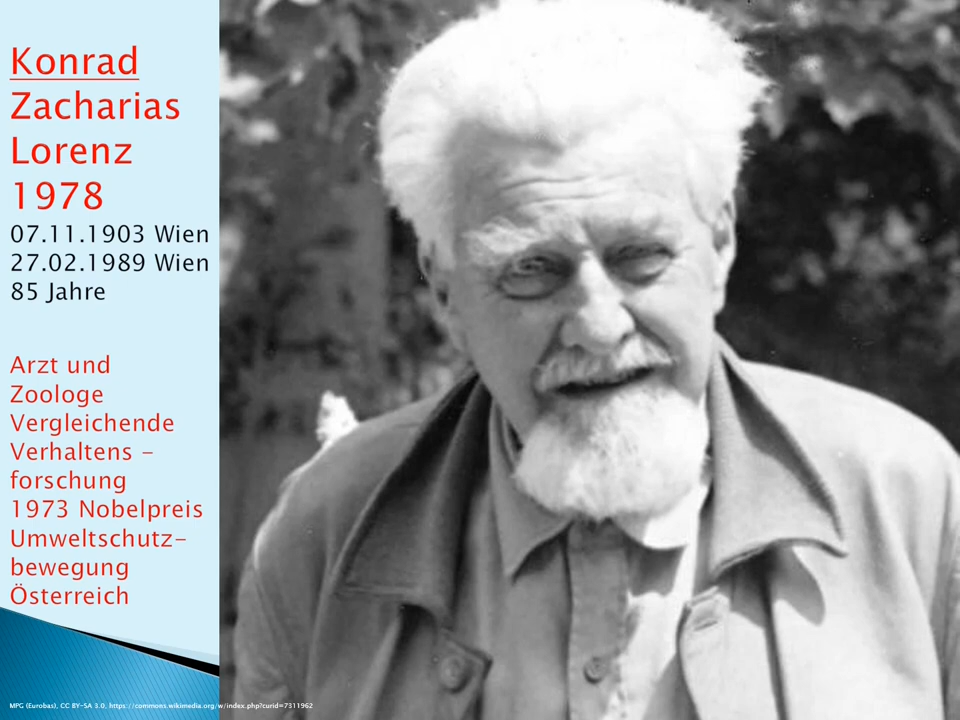 Konrad
Zacharias
Lorenz
1978
07.11.1903 Wien
27.02.1989 Wien
85 Jahre
Arzt und
Zoologe
Vergleichende
Verhaltens –
forschung
1973 Nobelpreis
Umweltschutz-
bewegung
Österreich
MPG (Eurobas), CC BY-SA 3.0, https://commons.wikimedia.org/w/index.php?curid=7311962